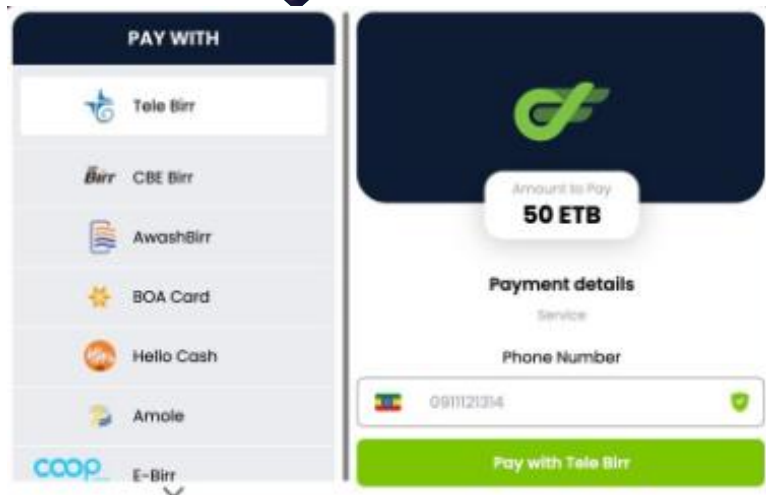 PAY WITH
Tele Birr
Birr CBE Birr
AwashBirr
BOA Card
Hello Cash
Amole
COOP E-Birr
Amount to Pay
50 ETB
Payment details
Service
Phone Number
0911121314
Pay with Tele Birr